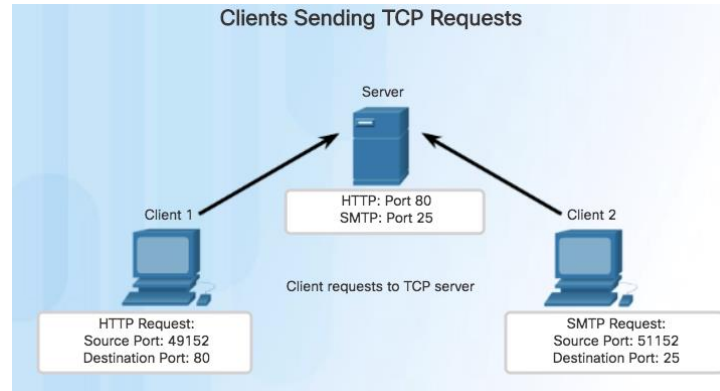 Clients Sending TCP Requests
Server
HTTP: Port 80
SMTP: Port 25
Client 1
Client 2
Client requests to TCP server
HTTP Request:
Source Port: 49152
Destination Port: 80
SMTP Request:
Source Port: 51152
Destination Port: 25